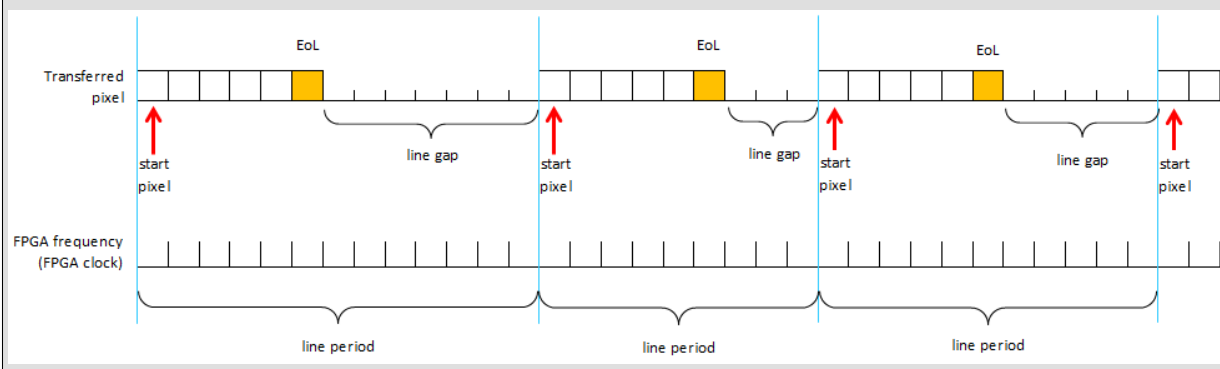 EoL
EoL
EoL
Transferred
pixel
line gap
line gap
line gap
start
pixel
start
pixel
start
pixel
start
pixel
FPGA frequency
(FPGA clock)
line period
line period
line period